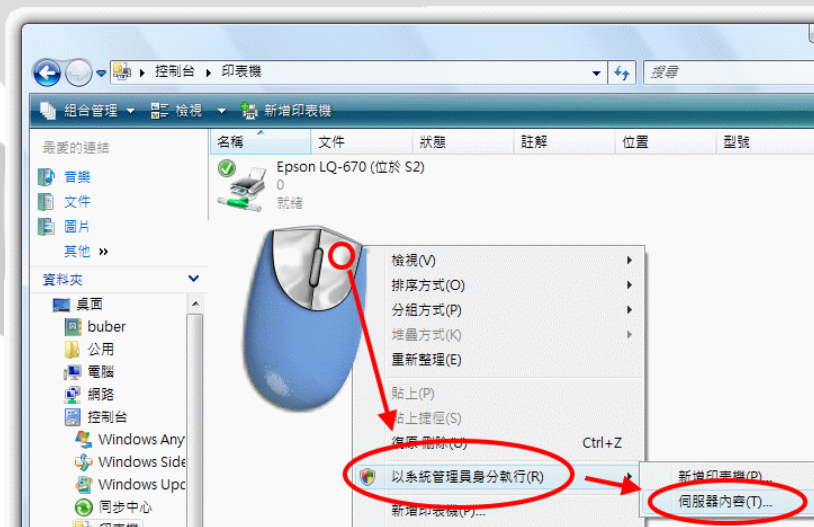 控制台 印表機
搜尋
組合管理 檢視 新增印表機
最愛的連結
音樂
文件
圖片
其他 »
資料夾
桌面
buber
公用
電腦
網路
控制台
Windows Any
Windows Side
Windows Upc
同步中心
印表機
名稱 文件 狀態 註解 位置 型號
Epson LQ-670 (位於 S2)
0
就緒
檢視(V)
排序方式(O)
分組方式(P)
堆疊方式(K)
重新整理(E)
貼上(P)
貼上捷徑(S)
復原 刪除(U) Ctrl+Z
以系統管理員身分執行(R)
新增印表機(P)...
新增印表機(P)...
伺服器內容(T)...